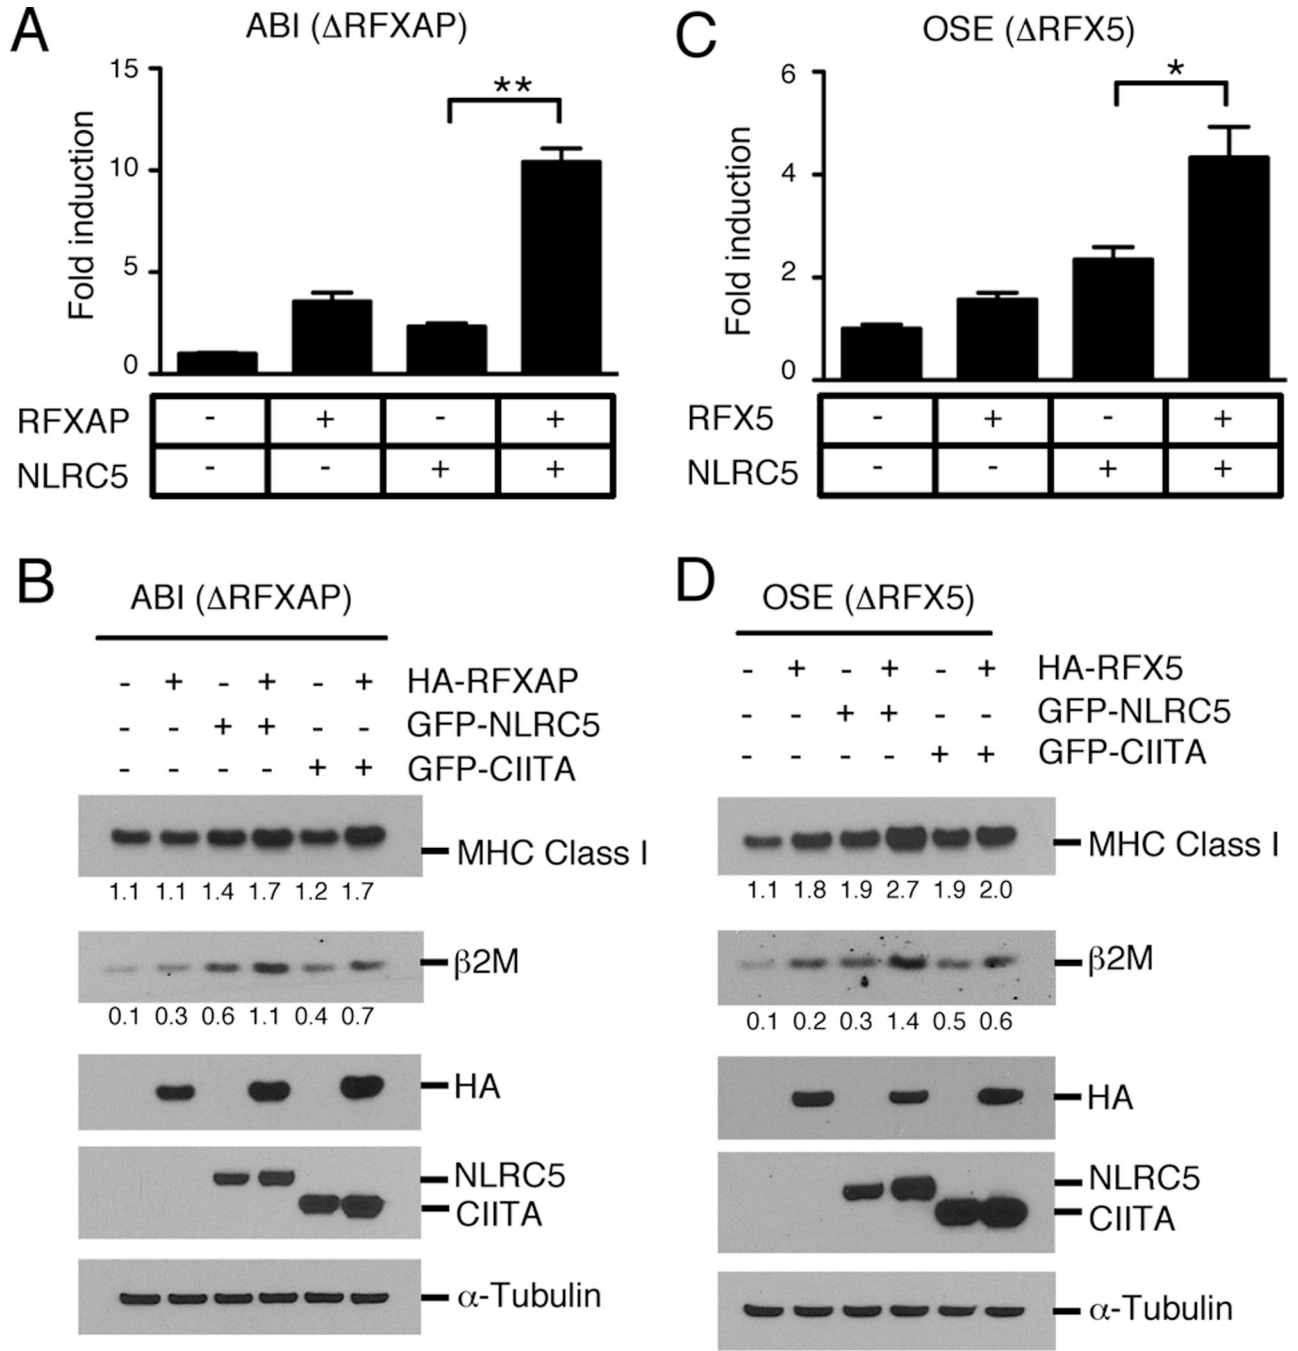 A
ABI (ΔRFXAP)
15
10
5
0
Fold induction
**
RFXAP - + - +
NLRC5 - - + +
C
OSE (ΔRFX5)
6
4
2
0
Fold induction
*
RFX5 - + - +
NLRC5 - - + +
B
ABI (ΔRFXAP)
- + - + - + HA-RFXAP
- - + + - - GFP-NLRC5
- - - - + + GFP-CIITA
MHC Class I
1.1 1.1 1.4 1.7 1.2 1.7
β2M
0.1 0.3 0.6 1.1 0.4 0.7
HA
NLRC5
CIITA
α-Tubulin
D
OSE (ΔRFX5)
- + - + - + HA-RFX5
- - + + - - GFP-NLRC5
- - - - + + GFP-CIITA
MHC Class I
1.1 1.8 1.9 2.7 1.9 2.0
β2M
0.1 0.2 0.3 1.4 0.5 0.6
HA
NLRC5
CIITA
α-Tubulin